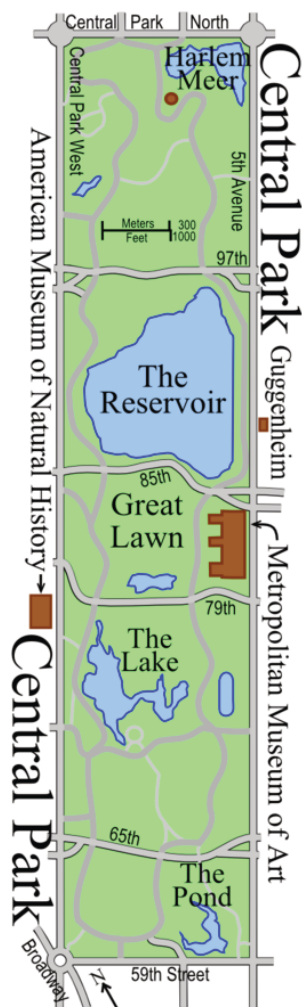 Central Park North
Harlem
Meer
Central Park West
5th Avenue
Central Park
American Museum of Natural History
Meters 300
Feet 1000
97th
The
Reservoir
Guggenheim
85th
Great
Lawn
Metropolitan Museum of Art
79th
The
Lake
Central Park
65th
The
Pond
Broadway
59th Street
N